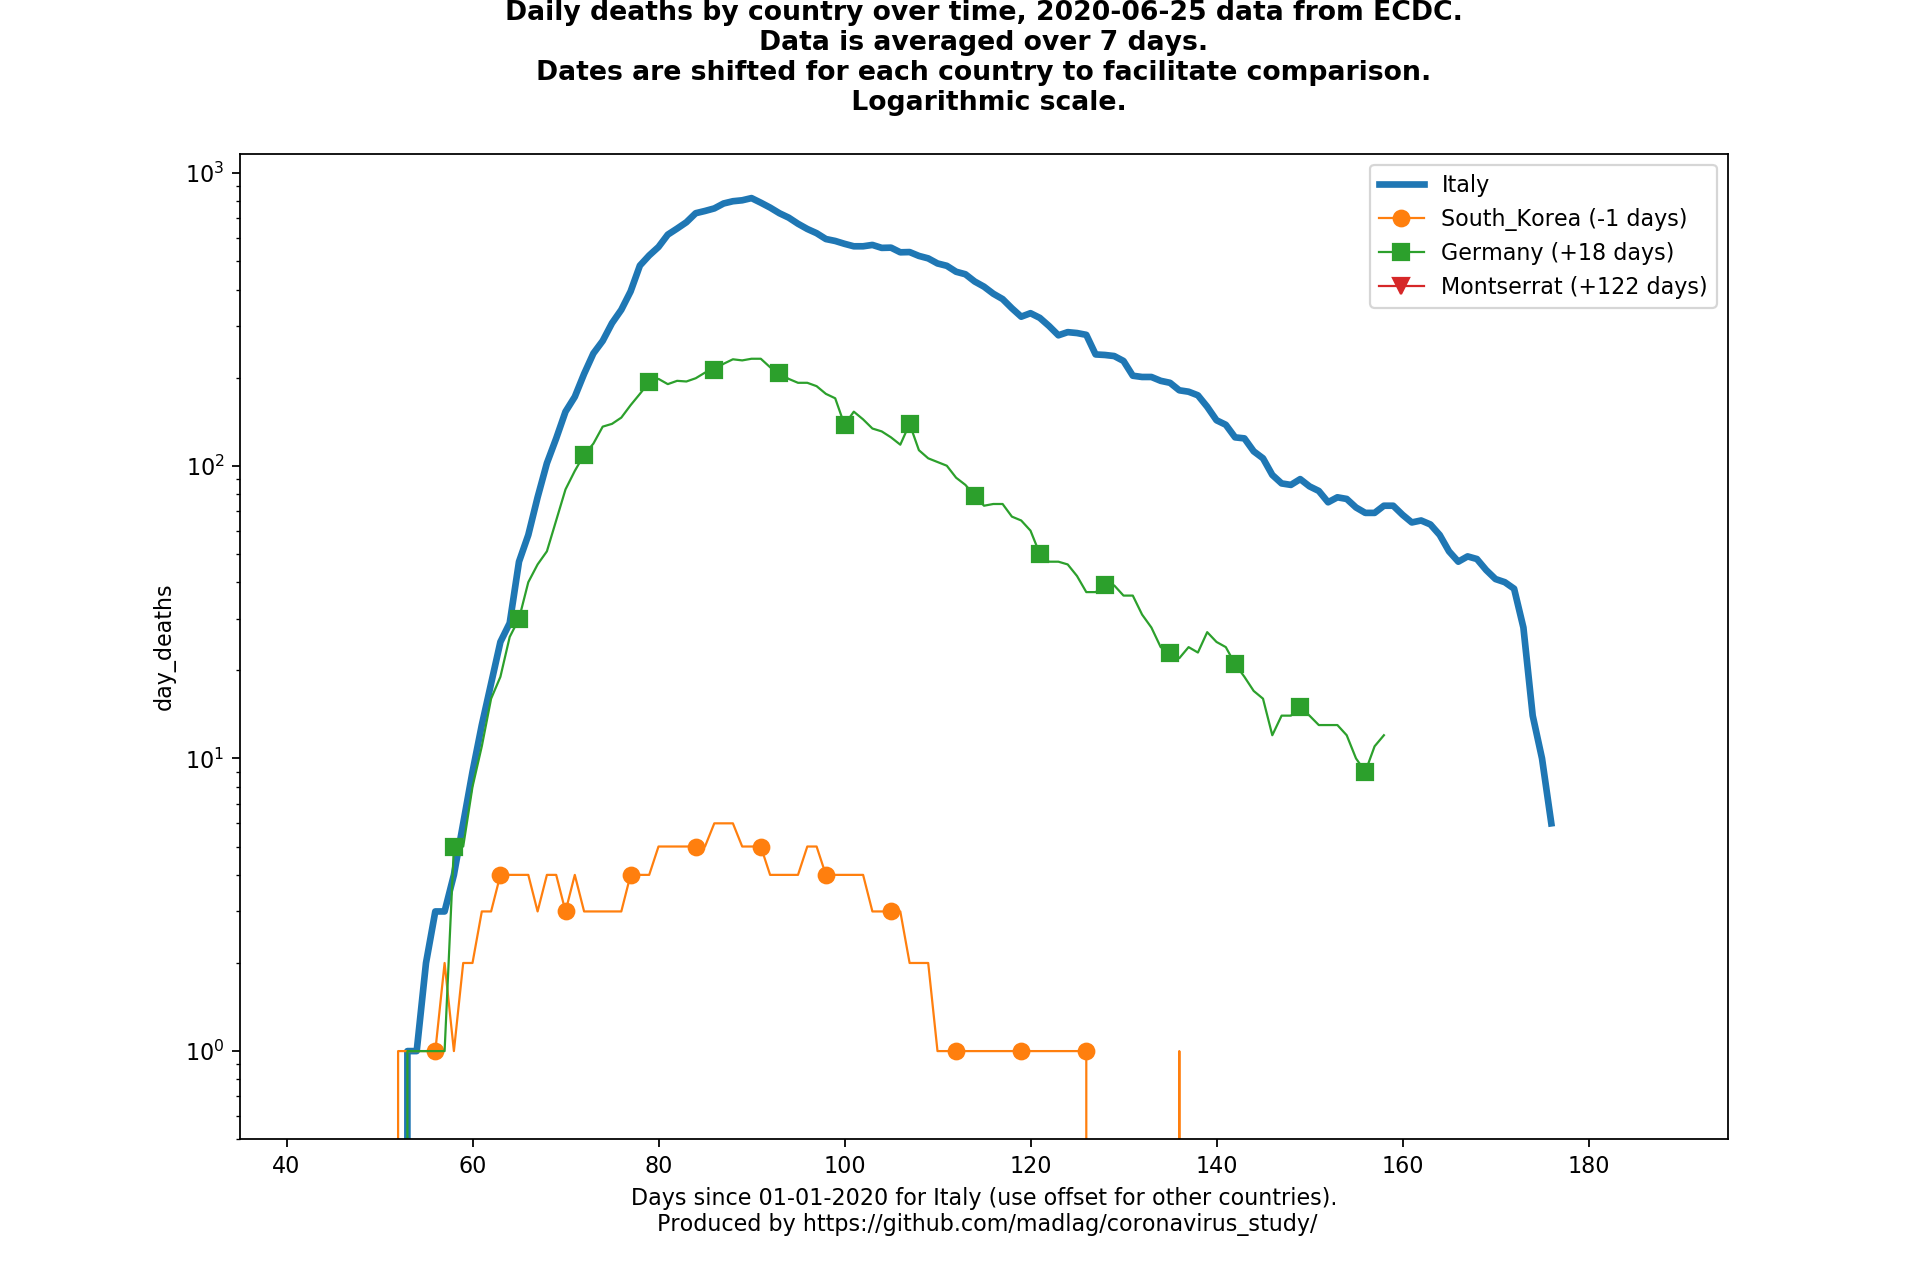 Daily deaths by country over time, 2020-06-25 data from ECDC.
Data is averaged over 7 days.
Dates are shifted for each country to facilitate comparison.
Logarithmic scale.
10³
10²
10¹
10⁰
day_deaths
Italy
South_Korea (-1 days)
Germany (+18 days)
Montserrat (+122 days)
40 60 80 100 120 140 160 180
Days since 01-01-2020 for Italy (use offset for other countries).
Produced by https://github.com/madlag/coronavirus_study/